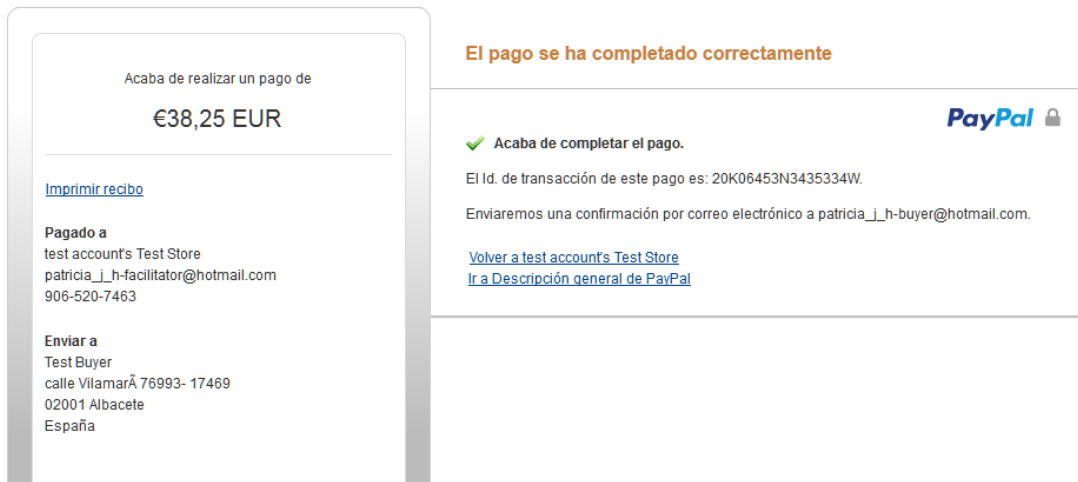 Acaba de realizar un pago de
€38,25 EUR
Imprimir recibo
Pagado a
test account's Test Store
patricia_j_h-facilitator@hotmail.com
906-520-7463
Enviar a
Test Buyer
calle VilamarÃ 76993- 17469
02001 Albacete
España
El pago se ha completado correctamente
PayPal
Acaba de completar el pago.
El Id. de transacción de este pago es: 20K06453N3435334W.
Enviaremos una confirmación por correo electrónico a patricia_j_h-buyer@hotmail.com.
Volver a test account's Test Store
Ir a Descripción general de PayPal